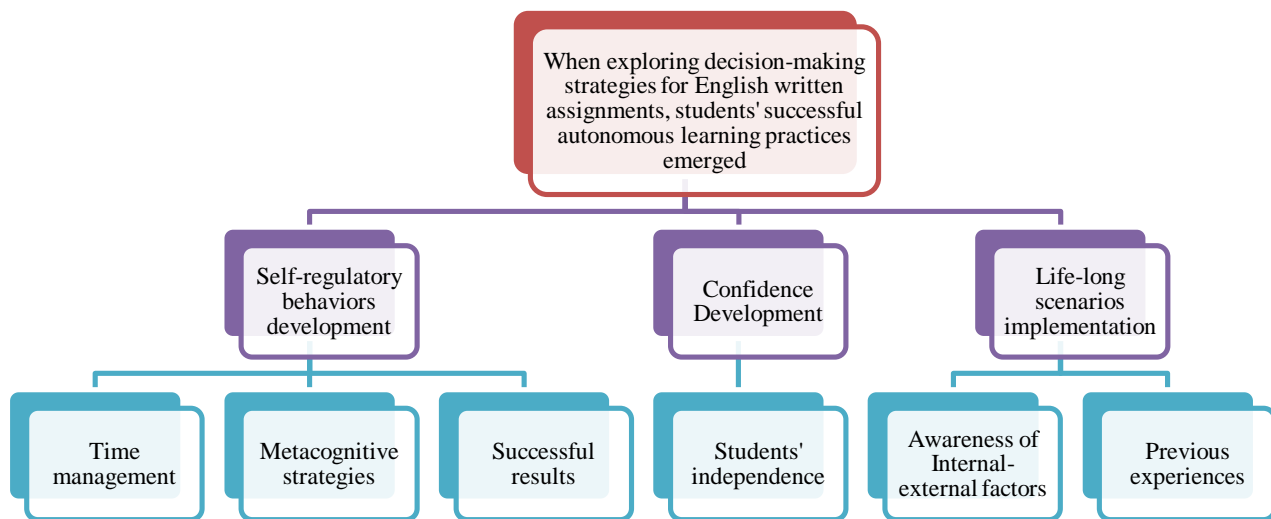 When exploring decision-making
strategies for English written
assignments, students' successful
autonomous learning practices
emerged
Self-regulatory
behaviors
development
Confidence
Development
Life-long
scenarios
implementation
Time
management
Metacognitive
strategies
Successful
results
Students'
independence
Awareness of
Internal-
external factors
Previous
experiences